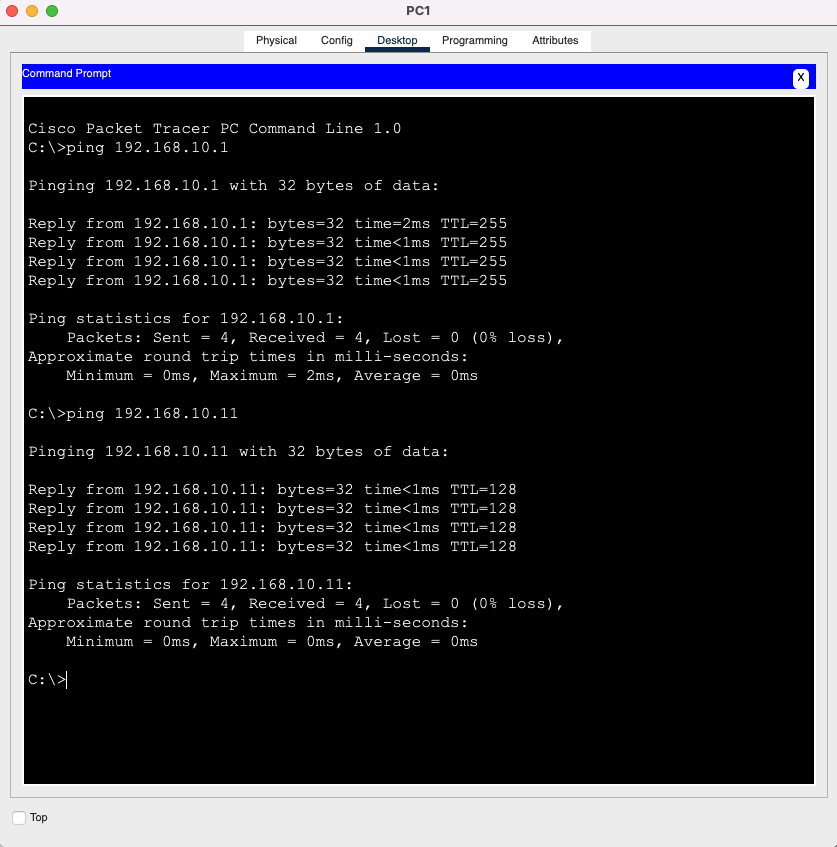 PC1
Physical Config Desktop Programming Attributes
Command Prompt
X
Cisco Packet Tracer PC Command Line 1.0
C:\>ping 192.168.10.1
Pinging 192.168.10.1 with 32 bytes of data:
Reply from 192.168.10.1: bytes=32 time=2ms TTL=255
Reply from 192.168.10.1: bytes=32 time<1ms TTL=255
Reply from 192.168.10.1: bytes=32 time<1ms TTL=255
Reply from 192.168.10.1: bytes=32 time<1ms TTL=255
Ping statistics for 192.168.10.1:
Packets: Sent = 4, Received = 4, Lost = 0 (0% loss),
Approximate round trip times in milli-seconds:
Minimum = 0ms, Maximum = 2ms, Average = 0ms
C:\>ping 192.168.10.11
Pinging 192.168.10.11 with 32 bytes of data:
Reply from 192.168.10.11: bytes=32 time<1ms TTL=128
Reply from 192.168.10.11: bytes=32 time<1ms TTL=128
Reply from 192.168.10.11: bytes=32 time<1ms TTL=128
Reply from 192.168.10.11: bytes=32 time<1ms TTL=128
Ping statistics for 192.168.10.11:
Packets: Sent = 4, Received = 4, Lost = 0 (0% loss),
Approximate round trip times in milli-seconds:
Minimum = 0ms, Maximum = 0ms, Average = 0ms
C:\>
Top